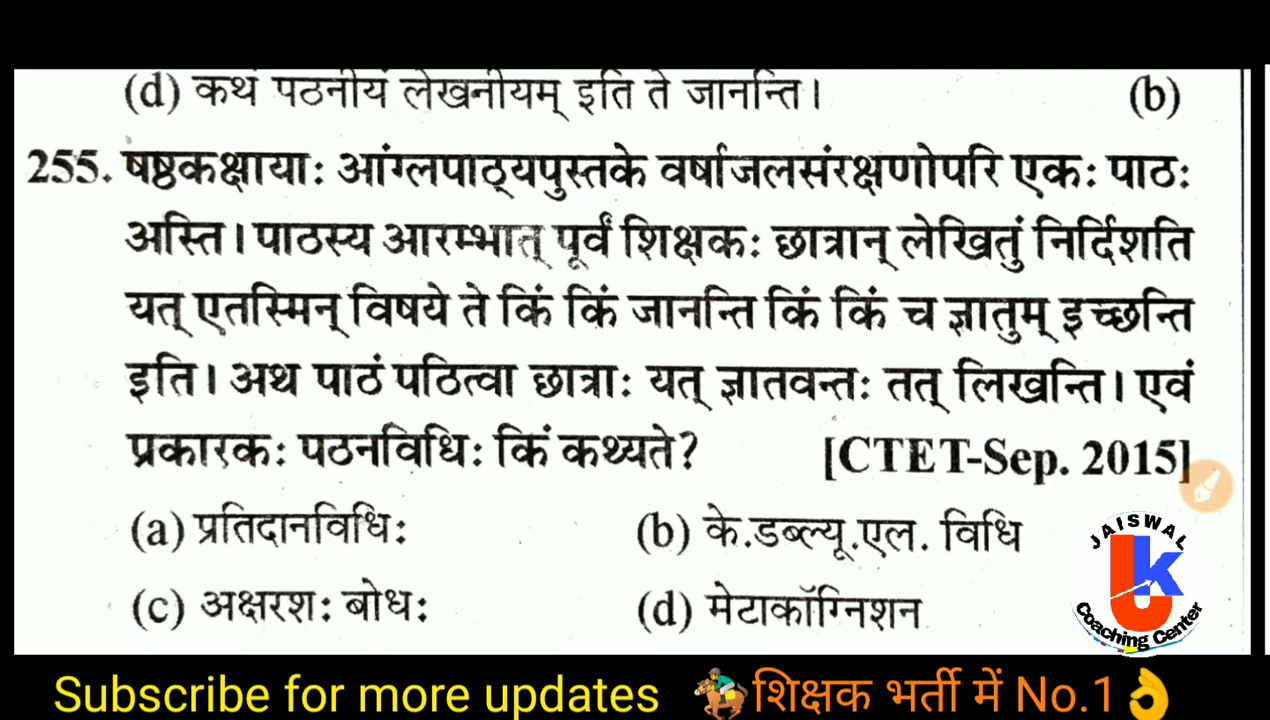 (d) कथं पठनीयं लेखनीयम् इति ते जानन्ति। (b)
255. षष्ठकक्षायाः आंग्लपाठ्यपुस्तके वर्षाजलसंरक्षणोपरि एकः पाठः
अस्ति। पाठस्य आरम्भात् पूर्वं शिक्षकः छात्रान् लेखितुं निर्दिशति
यत् एतस्मिन् विषये ते किं किं जानन्ति किं किं च ज्ञातुम् इच्छन्ति
इति। अथ पाठं पठित्वा छात्राः यत् ज्ञातवन्तः तत् लिखन्ति। एवं
प्रकारकः पठनविधिः किं कथ्यते? [CTET-Sep. 2015]
(a) प्रतिदानविधिः (b) के.डब्ल्यू.एल. विधि
(c) अक्षरशः बोधः (d) मेटाकॉग्निशन
JAISWAL
UK
Coaching Center
Subscribe for more updates 🏇शिक्षक भर्ती में No.1👌